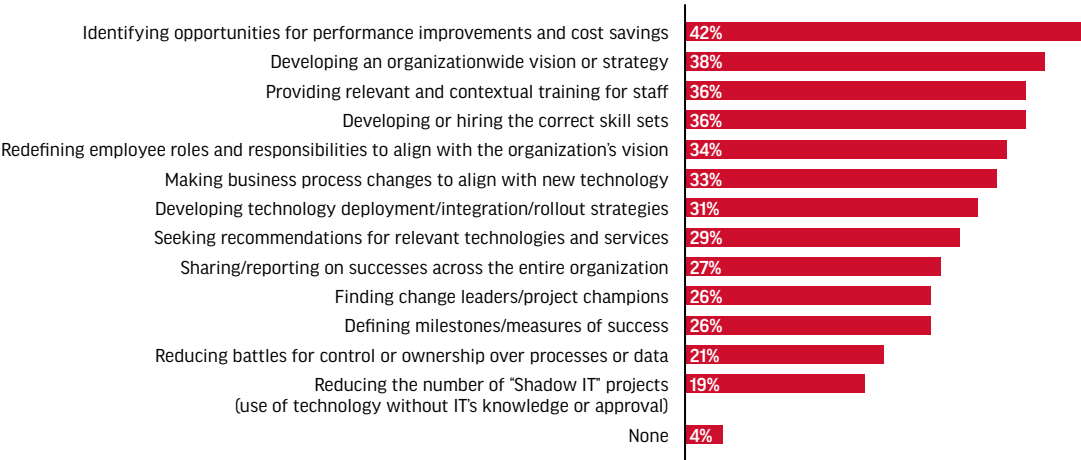 Identifying opportunities for performance improvements and cost savings 42%
Developing an organizationwide vision or strategy 38%
Providing relevant and contextual training for staff 36%
Developing or hiring the correct skill sets 36%
Redefining employee roles and responsibilities to align with the organization's vision 34%
Making business process changes to align with new technology 33%
Developing technology deployment/integration/rollout strategies 31%
Seeking recommendations for relevant technologies and services 29%
Sharing/reporting on successes across the entire organization 27%
Finding change leaders/project champions 26%
Defining milestones/measures of success 26%
Reducing battles for control or ownership over processes or data 21%
Reducing the number of "Shadow IT" projects 19%
(use of technology without IT's knowledge or approval)
None 4%